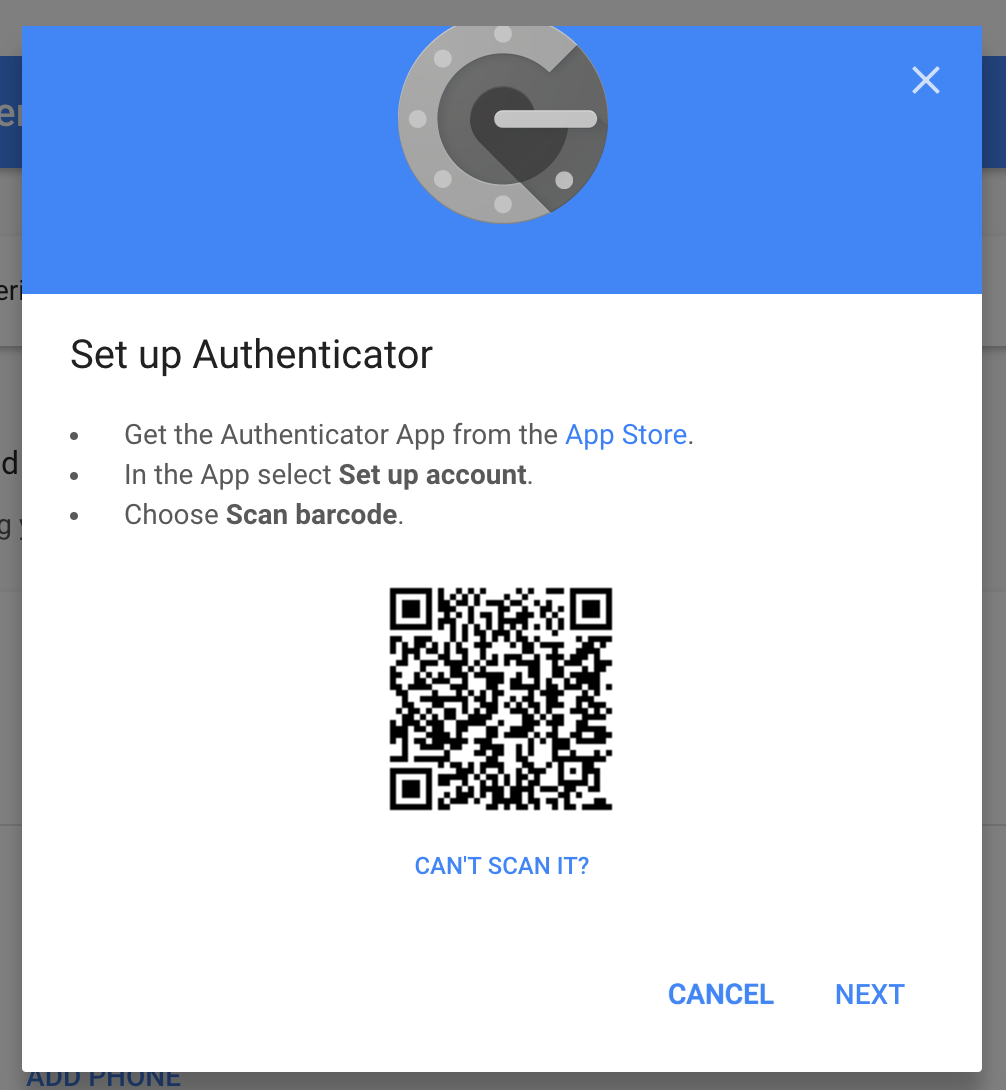 Set up Authenticator
• Get the Authenticator App from the App Store.
• In the App select Set up account.
• Choose Scan barcode.
CAN'T SCAN IT?
CANCEL NEXT
ADD PHONE